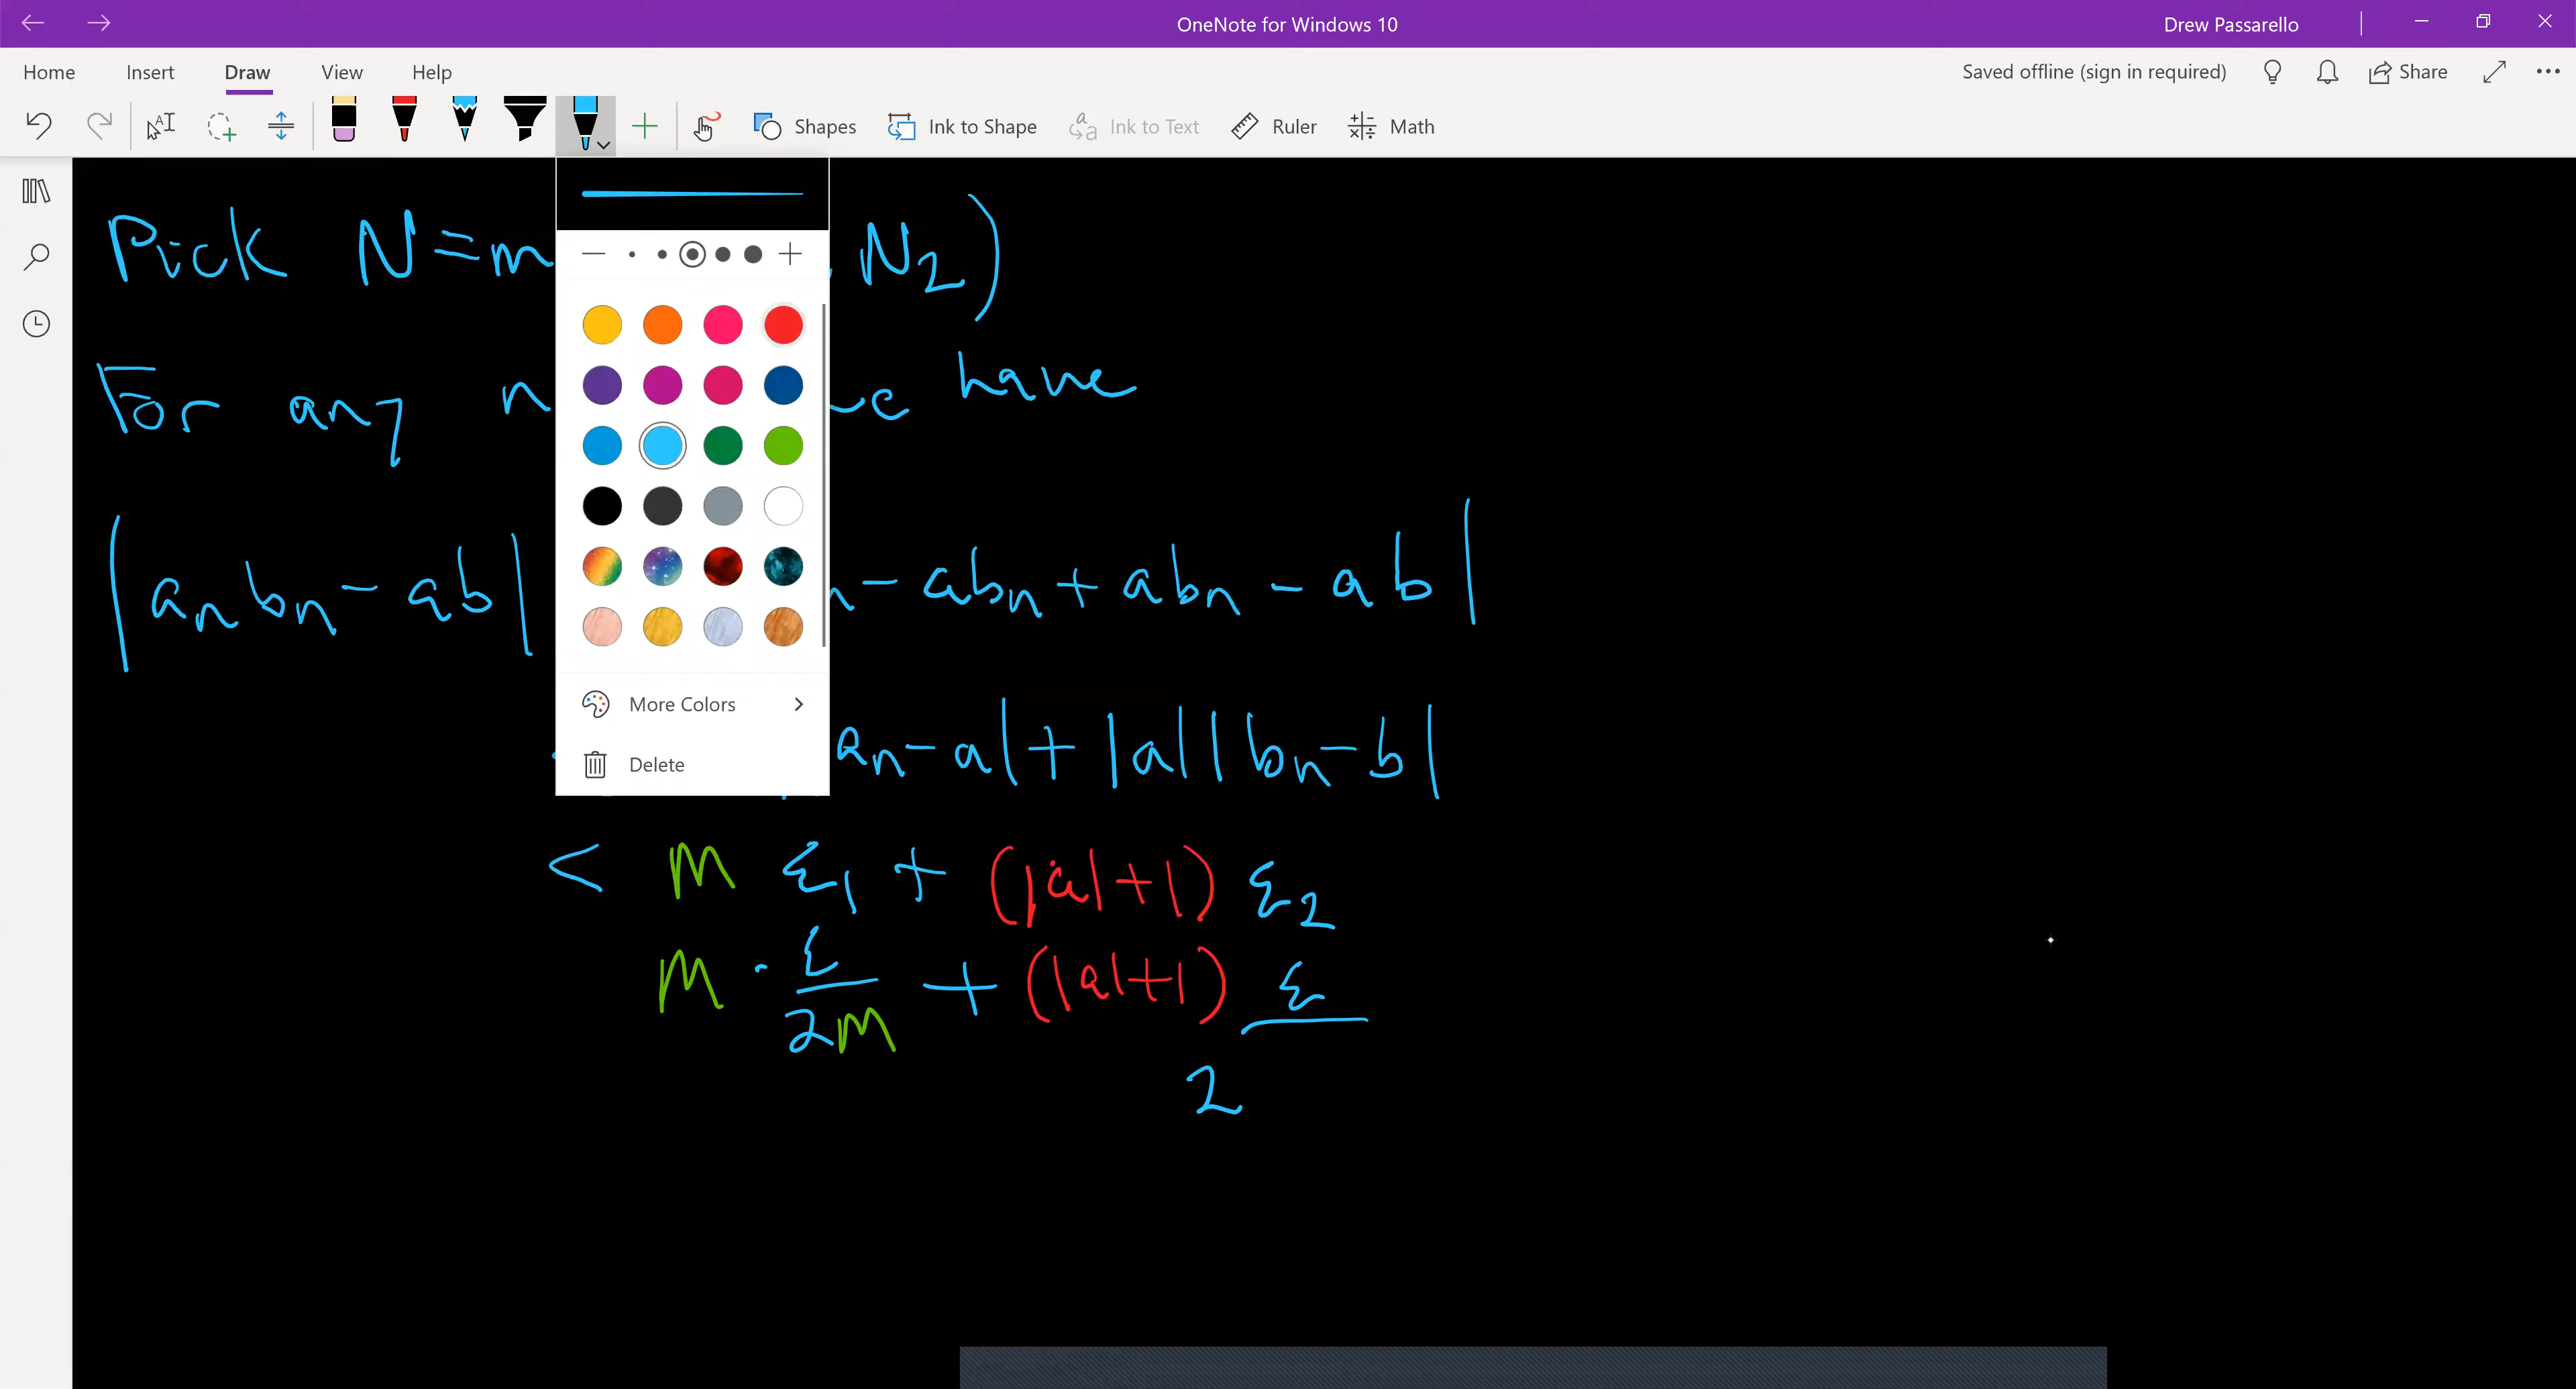 OneNote for Windows 10
Drew Passarello
Home Insert Draw View Help
Saved offline (sign in required) Share
Shapes Ink to Shape Ink to Text Ruler Math
Pick N = m , N₂)
For any n have
|aₙbₙ - ab| n - abₙ + abₙ - ab|
More Colors
aₙ - a| + |a||bₙ - b|
Delete
< M ε₁ + (|a| + 1) ε₂
M · ε/2M + (|a| + 1) ε/2